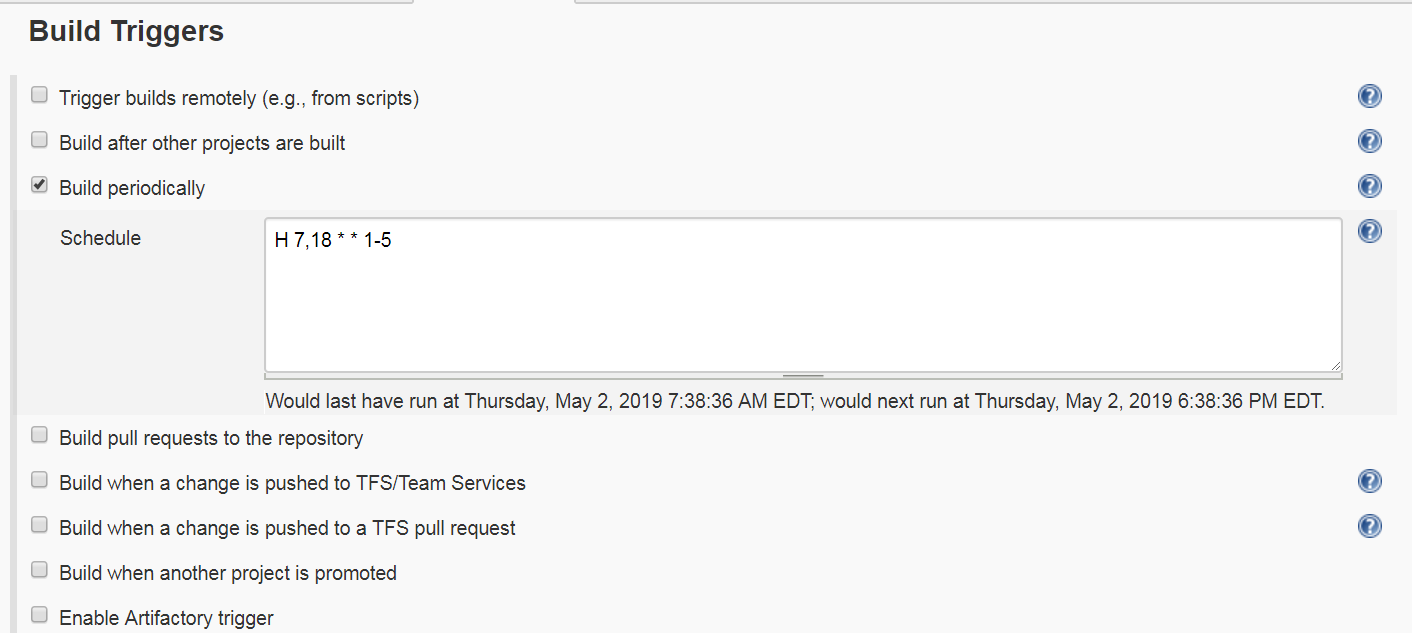 Build Triggers
Trigger builds remotely (e.g., from scripts)
Build after other projects are built
Build periodically
Schedule
H 7,18 * * 1-5
Would last have run at Thursday, May 2, 2019 7:38:36 AM EDT; would next run at Thursday, May 2, 2019 6:38:36 PM EDT.
Build pull requests to the repository
Build when a change is pushed to TFS/Team Services
Build when a change is pushed to a TFS pull request
Build when another project is promoted
Enable Artifactory trigger